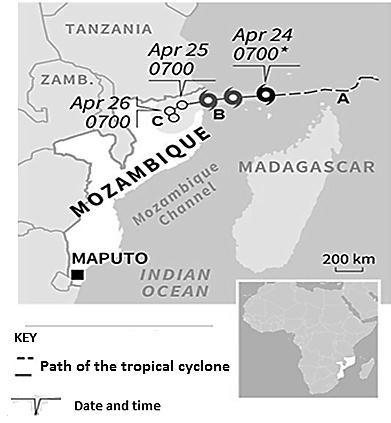 TANZANIA
Apr 25
0700
Apr 24
0700*
ZAMB.
Apr 26
0700
A
B
C
MOZAMBIQUE
MADAGASCAR
Mozambique
Channel
MAPUTO
200 km
INDIAN
OCEAN
KEY
Path of the tropical cyclone
Date and time